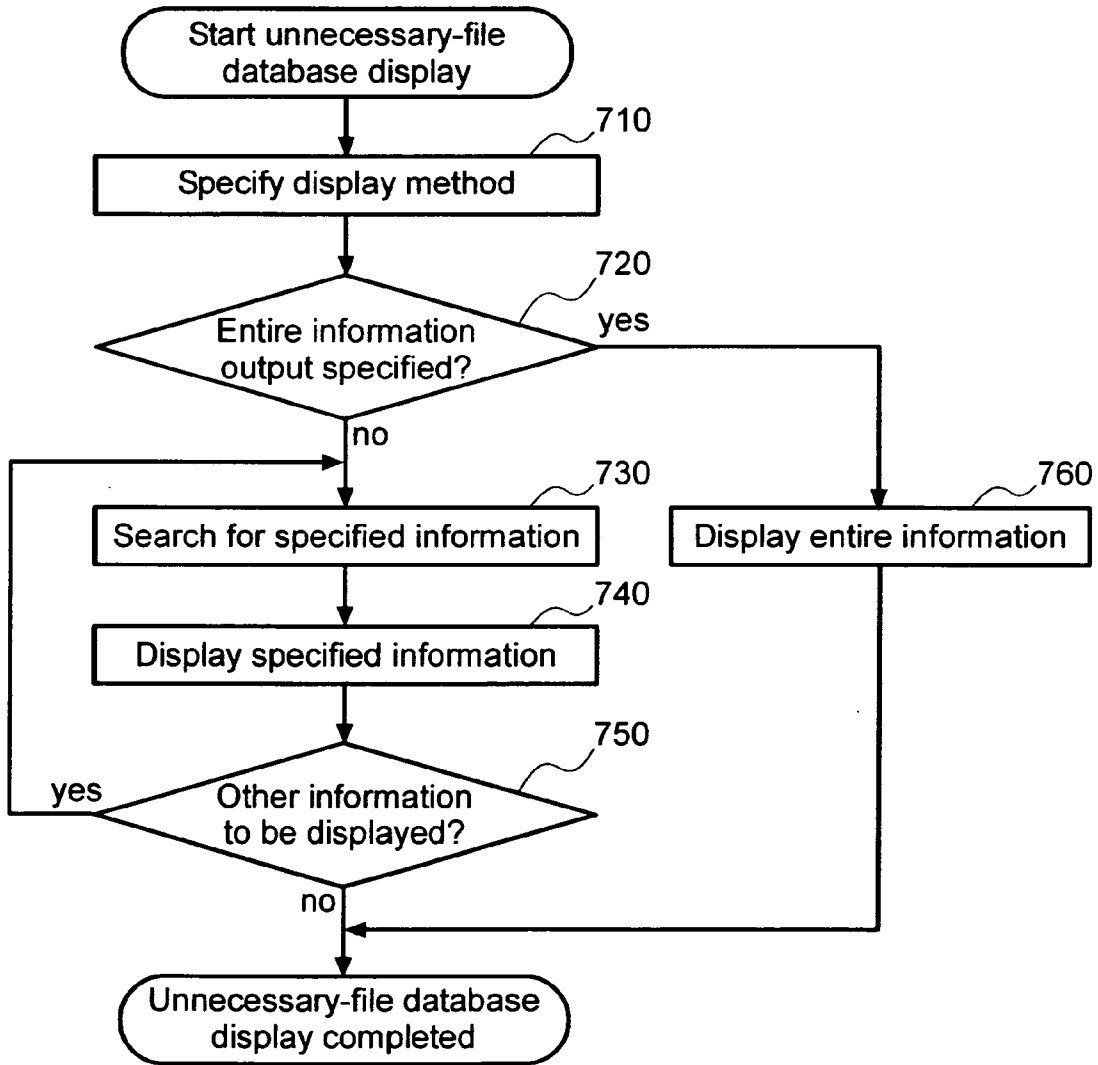 Start unnecessary-file
database display
710
Specify display method
720
Entire information
output specified?
yes
no
730
Search for specified information
760
Display entire information
740
Display specified information
750
Other information
to be displayed?
yes
no
Unnecessary-file database
display completed